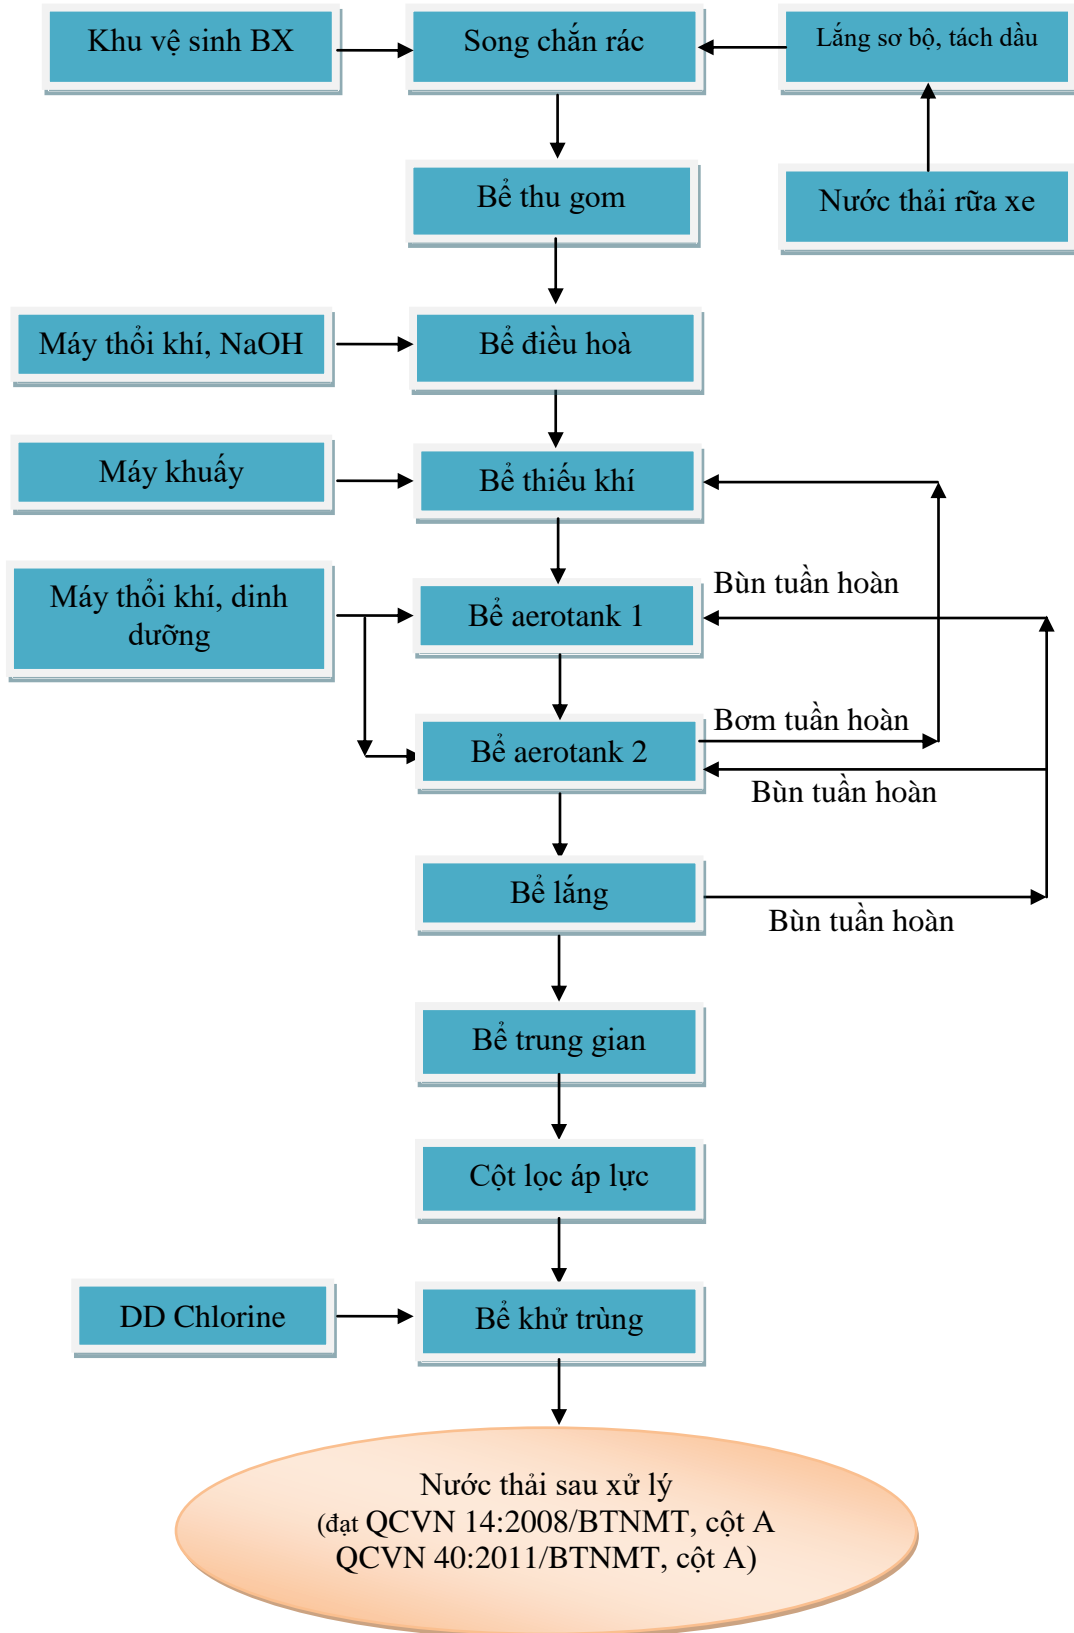 Khu vệ sinh BX
Song chắn rác
Lắng sơ bộ, tách dầu
Bể thu gom
Nước thải rữa xe
Máy thổi khí, NaOH
Bể điều hoà
Máy khuấy
Bể thiếu khí
Máy thổi khí, dinh
dưỡng
Bể aerotank 1
Bùn tuần hoàn
Bể aerotank 2
Bơm tuần hoàn
Bùn tuần hoàn
Bể lắng
Bùn tuần hoàn
Bể trung gian
Cột lọc áp lực
DD Chlorine
Bể khử trùng
Nước thải sau xử lý
(đạt QCVN 14:2008/BTNMT, cột A
QCVN 40:2011/BTNMT, cột A)